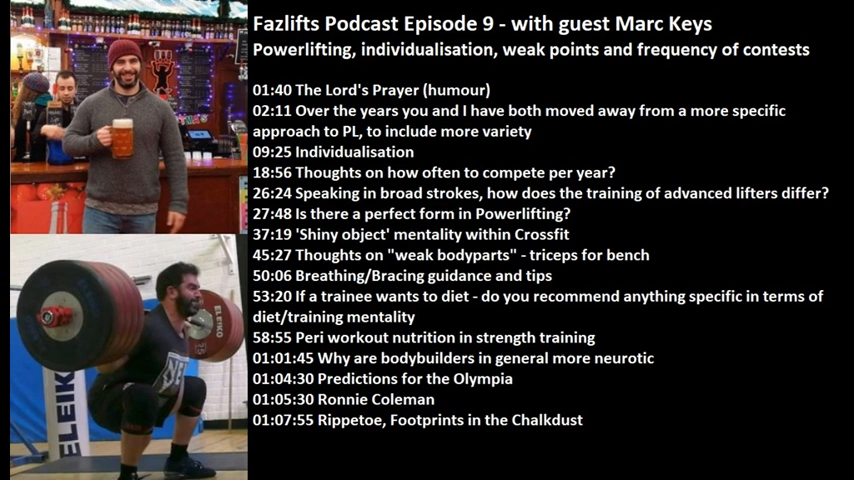 Fazlifts Podcast Episode 9 - with guest Marc Keys
Powerlifting, individualisation, weak points and frequency of contests
01:40 The Lord's Prayer (humour)
02:11 Over the years you and I have both moved away from a more specific
approach to PL, to include more variety
09:25 Individualisation
18:56 Thoughts on how often to compete per year?
26:24 Speaking in broad strokes, how does the training of advanced lifters differ?
27:48 Is there a perfect form in Powerlifting?
37:19 'Shiny object' mentality within Crossfit
45:27 Thoughts on "weak bodyparts" - triceps for bench
50:06 Breathing/Bracing guidance and tips
53:20 If a trainee wants to diet - do you recommend anything specific in terms of
diet/training mentality
58:55 Peri workout nutrition in strength training
01:01:45 Why are bodybuilders in general more neurotic
01:04:30 Predictions for the Olympia
01:05:30 Ronnie Coleman
01:07:55 Rippetoe, Footprints in the Chalkdust
ELEIKO
ELEIKO